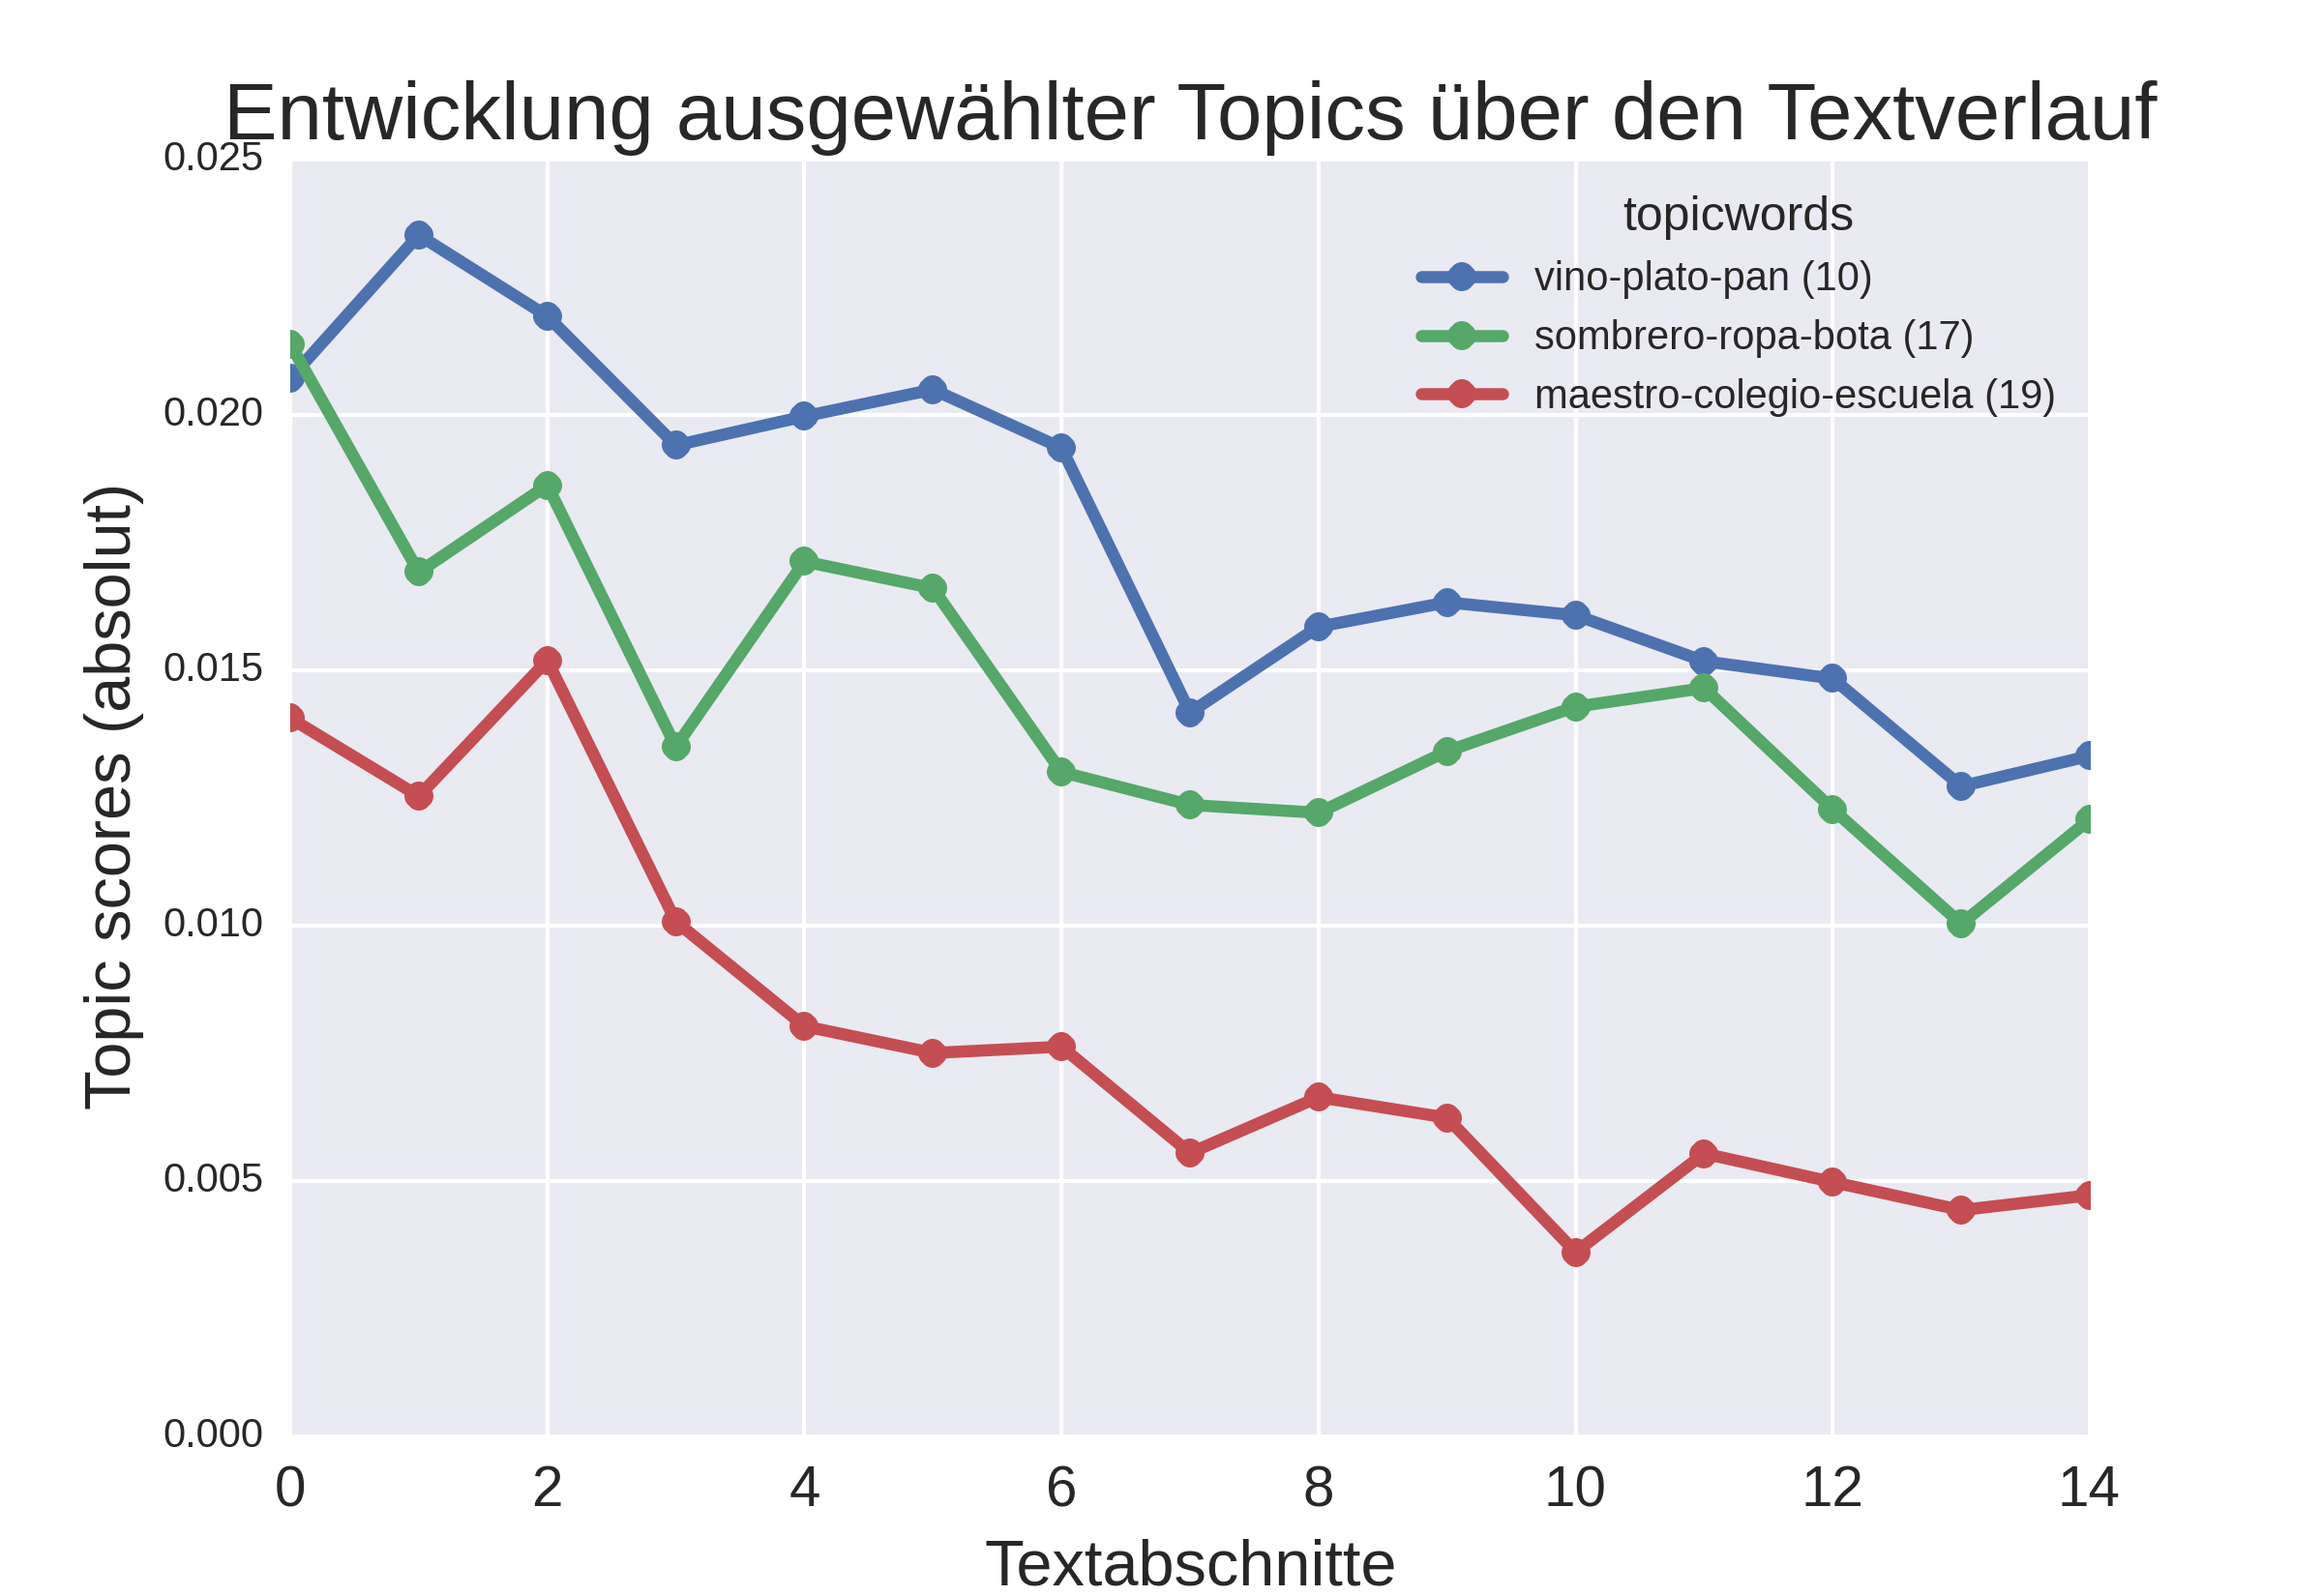 Entwicklung ausgewählter Topics über den Textverlauf
topicwords
vino-plato-pan (10)
sombrero-ropa-bota (17)
maestro-colegio-escuela (19)
Topic scores (absolut)
0.025
0.020
0.015
0.010
0.005
0.000
0 2 4 6 8 10 12 14
Textabschnitte